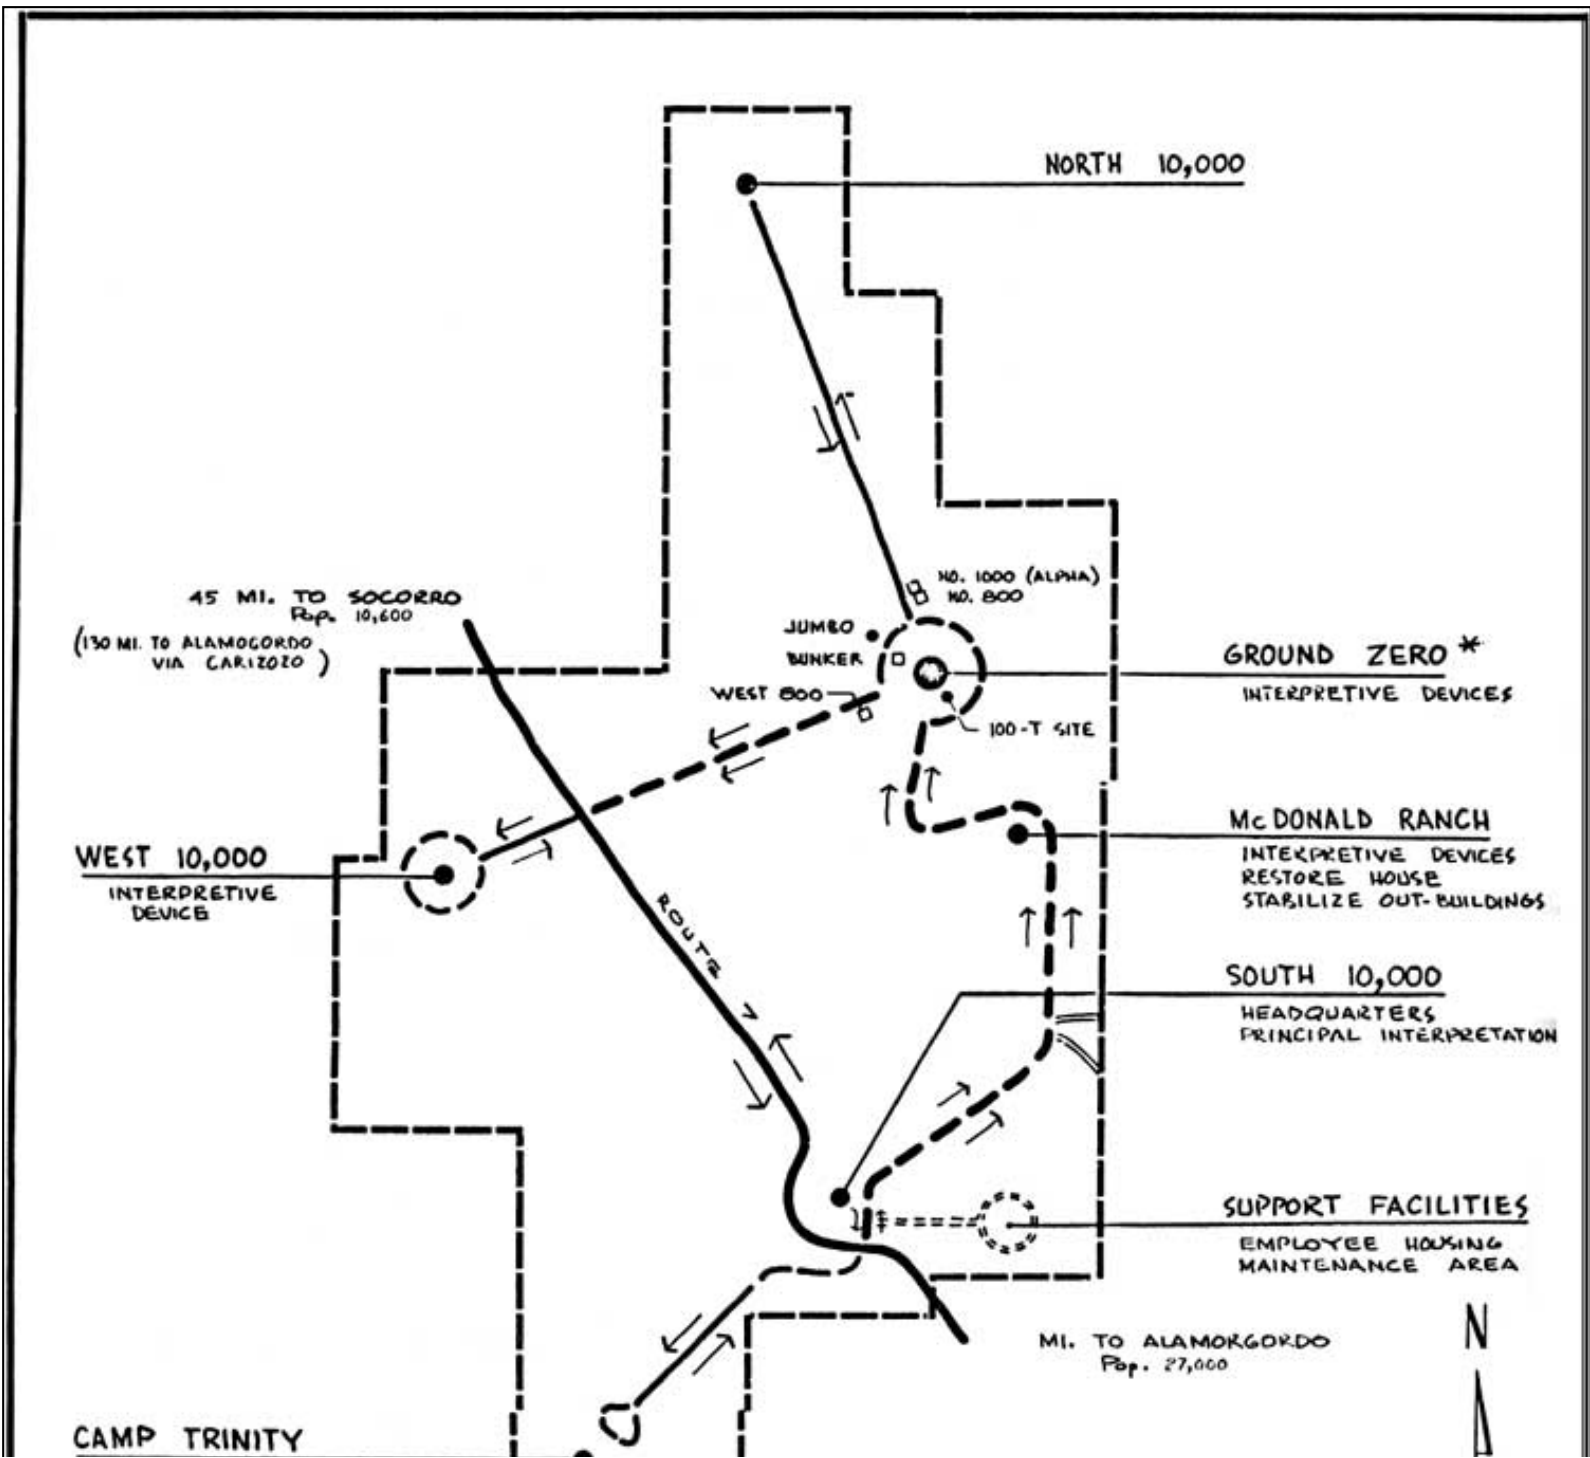 NORTH 10,000
NO. 1000 (ALPHA)
NO. 800
45 MI. TO SOCORRO
Pop. 10,600
(130 MI. TO ALAMOGORDO
VIA CARIZOZO)
JUMBO
BUNKER
WEST 800
GROUND ZERO *
INTERPRETIVE DEVICES
100-T SITE
McDONALD RANCH
INTERPRETIVE DEVICES
RESTORE HOUSE
STABILIZE OUT-BUILDINGS
WEST 10,000
INTERPRETIVE
DEVICE
ROUTE 7
SOUTH 10,000
HEADQUARTERS
PRINCIPAL INTERPRETATION
SUPPORT FACILITIES
EMPLOYEE HOUSING
MAINTENANCE AREA
MI. TO ALAMORGORDO
Pop. 27,000
N
CAMP TRINITY